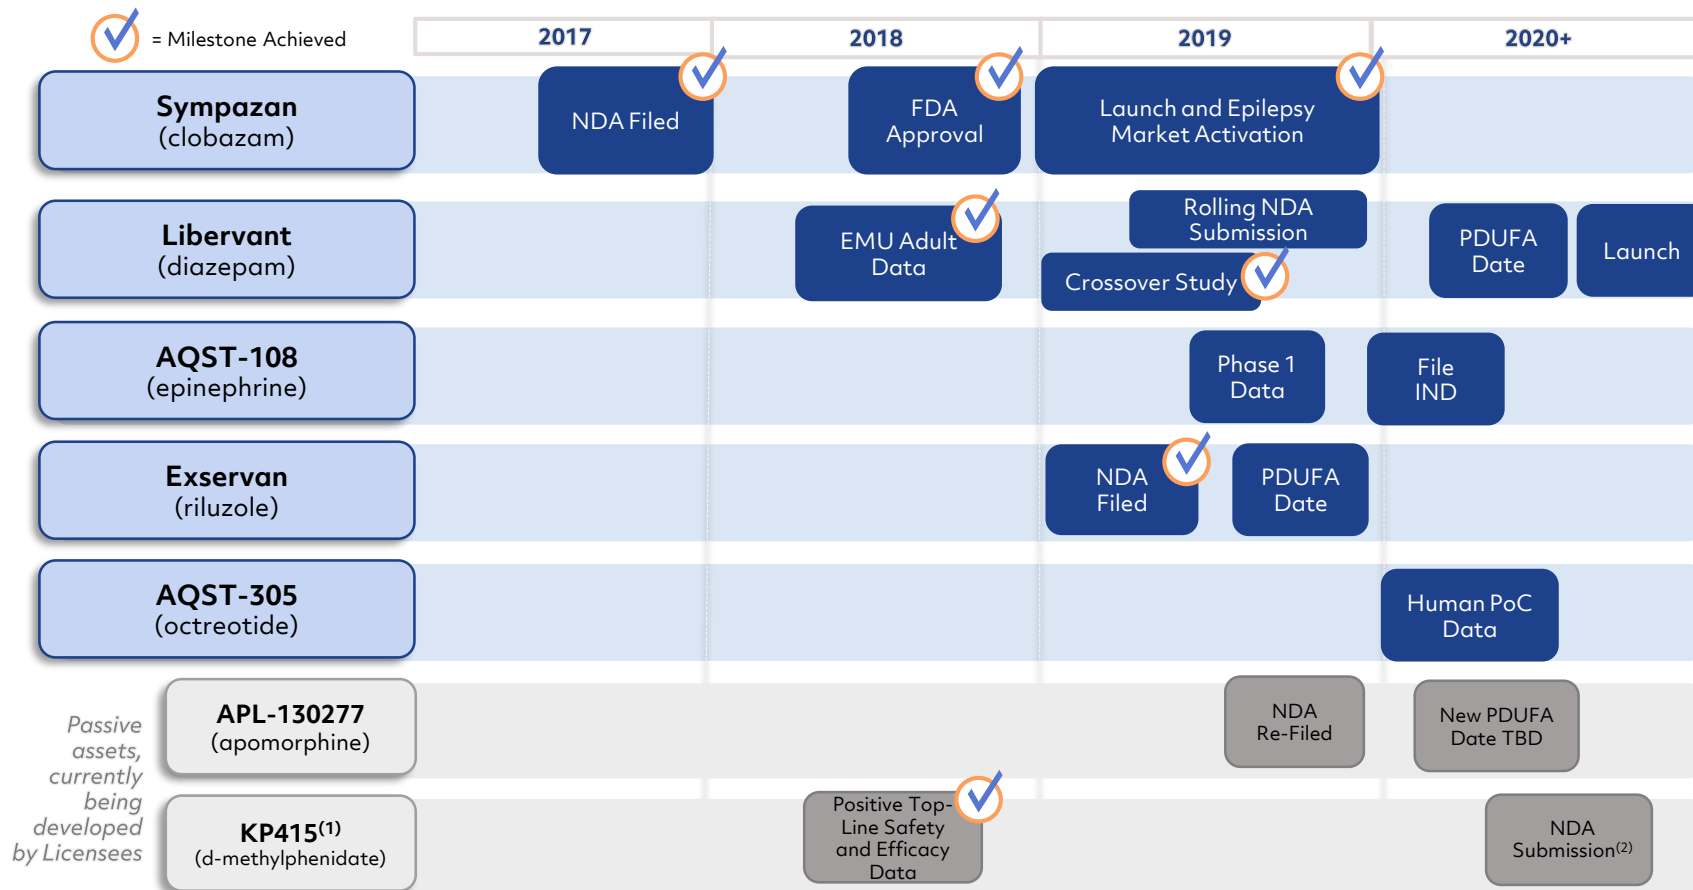 = Milestone Achieved
2017
2018
2019
2020+
Sympazan
(clobazam)
NDA Filed
FDA
Approval
Launch and Epilepsy
Market Activation
Libervant
(diazepam)
EMU Adult
Data
Rolling NDA
Submission
Crossover Study
PDUFA
Date
Launch
AQST-108
(epinephrine)
Phase 1
Data
File
IND
Exservan
(riluzole)
NDA
Filed
PDUFA
Date
AQST-305
(octreotide)
Human PoC
Data
Passive
assets,
currently
being
developed
by Licensees
APL-130277
(apomorphine)
NDA
Re-Filed
New PDUFA
Date TBD
KP415(1)
(d-methylphenidate)
Positive Top-
Line Safety
and Efficacy
Data
NDA
Submission(2)